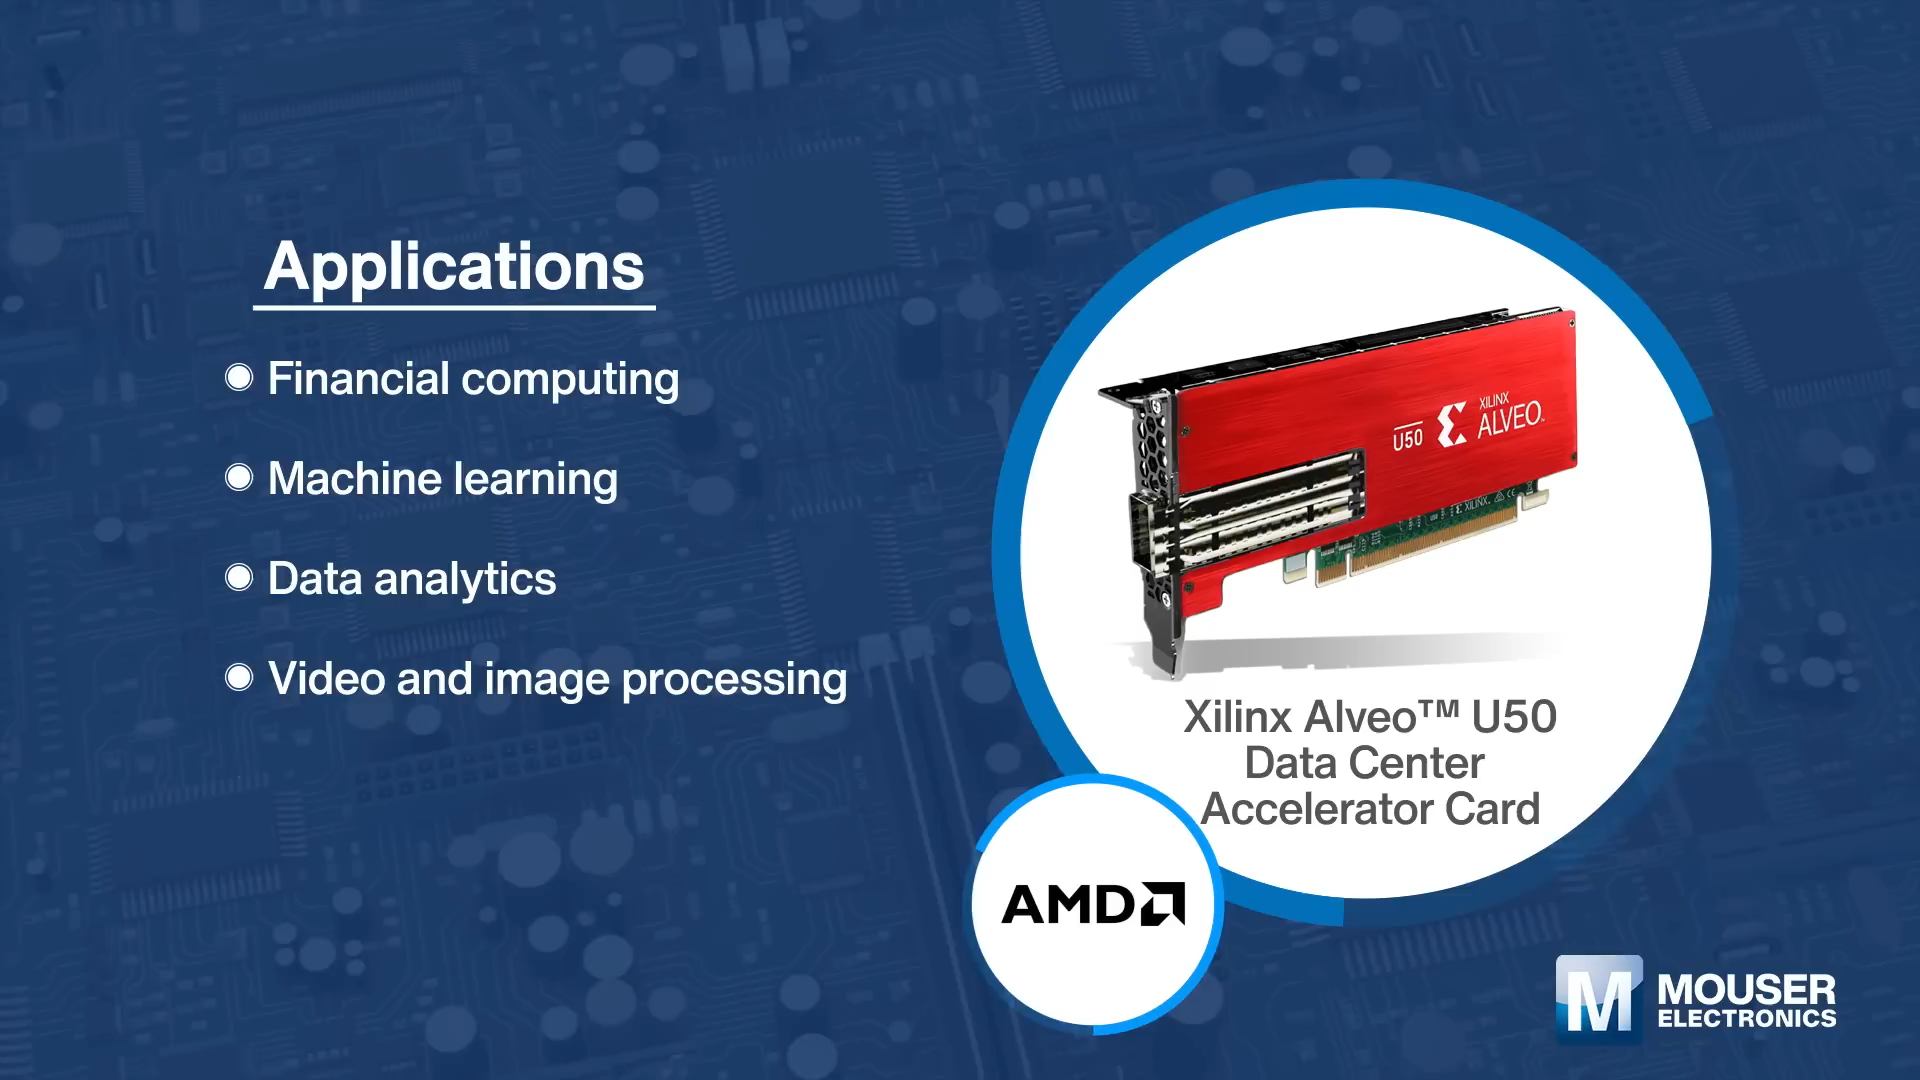 Applications
Financial computing
Machine learning
Data analytics
Video and image processing
U50
XILINX
ALVEO
XILINX
Xilinx Alveo™ U50
Data Center
Accelerator Card
AMD
M
MOUSER
ELECTRONICS